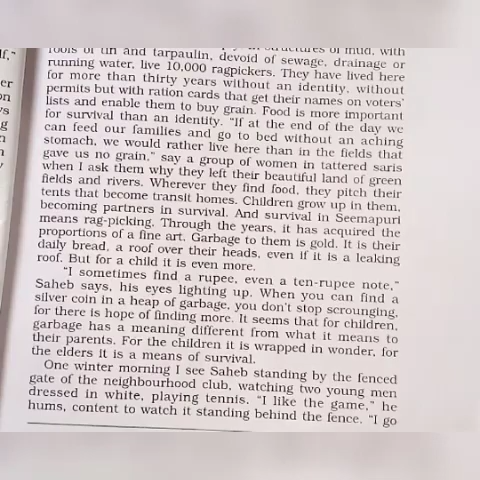 roofs of tin and tarpaulin, devoid of sewage, drainage or
running water, live 10,000 ragpickers. They have lived here
for more than thirty years without an identity, without
permits but with ration cards that get their names on voters'
lists and enable them to buy grain. Food is more important
for survival than an identity. "If at the end of the day we
can feed our families and go to bed without an aching
stomach, we would rather live here than in the fields that
gave us no grain," say a group of women in tattered saris
when I ask them why they left their beautiful land of green
fields and rivers. Wherever they find food, they pitch their
tents that become transit homes. Children grow up in them,
becoming partners in survival. And survival in Seemapuri
means rag-picking. Through the years, it has acquired the
proportions of a fine art. Garbage to them is gold. It is their
daily bread, a roof over their heads, even if it is a leaking
roof. But for a child it is even more.
"I sometimes find a rupee, even a ten-rupee note,"
Saheb says, his eyes lighting up. When you can find a
silver coin in a heap of garbage, you don't stop scrounging,
for there is hope of finding more. It seems that for children,
garbage has a meaning different from what it means to
their parents. For the children it is wrapped in wonder, for
the elders it is a means of survival.
One winter morning I see Saheb standing by the fenced
gate of the neighbourhood club, watching two young men
dressed in white, playing tennis. "I like the game," he
hums, content to watch it standing behind the fence. "I go